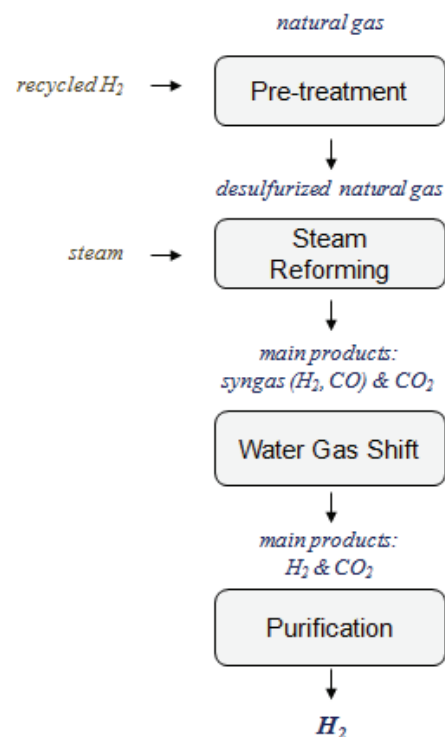 natural gas
recycled H₂
Pre-treatment
desulfurized natural gas
steam
Steam
Reforming
main products:
syngas (H₂, CO) & CO₂
Water Gas Shift
main products:
H₂ & CO₂
Purification
H₂